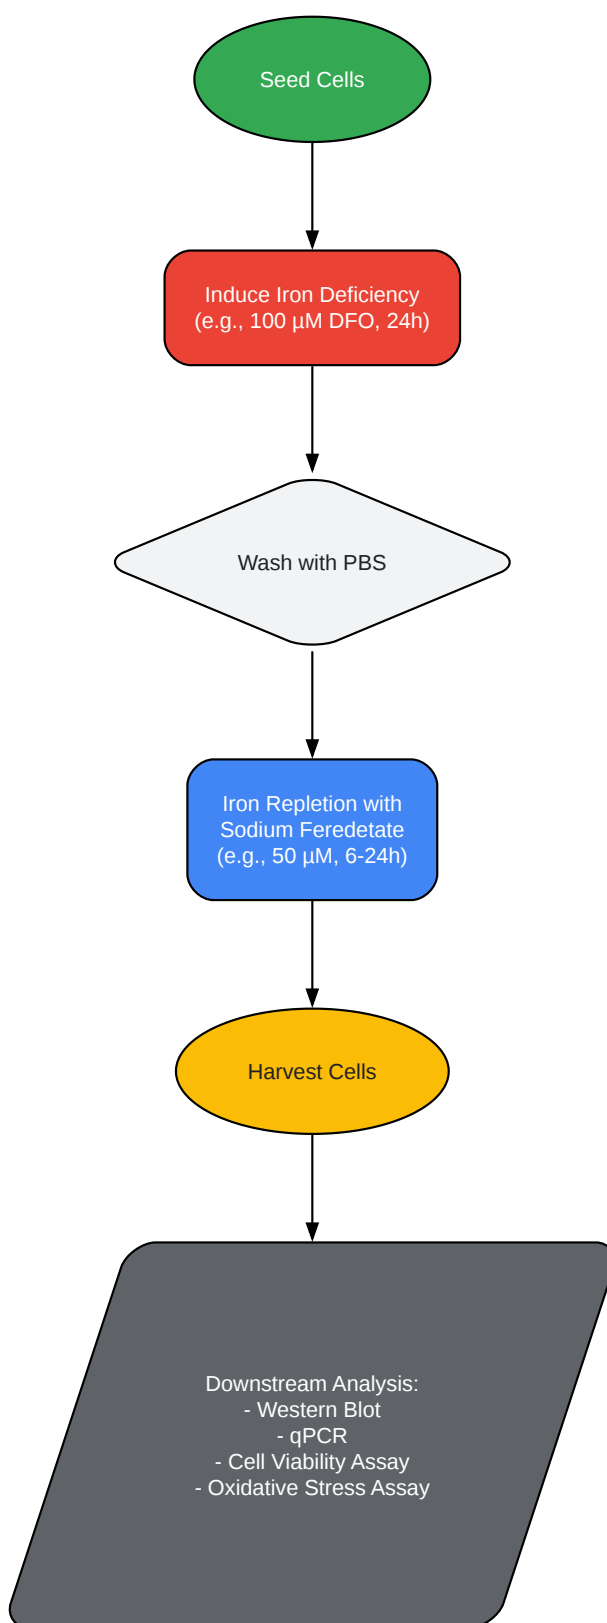 Seed Cells
Induce Iron Deficiency
(e.g., 100 µM DFO, 24h)
Wash with PBS
Iron Repletion with
Sodium Feredetate
(e.g., 50 µM, 6-24h)
Harvest Cells
Downstream Analysis:
- Western Blot
- qPCR
- Cell Viability Assay
- Oxidative Stress Assay